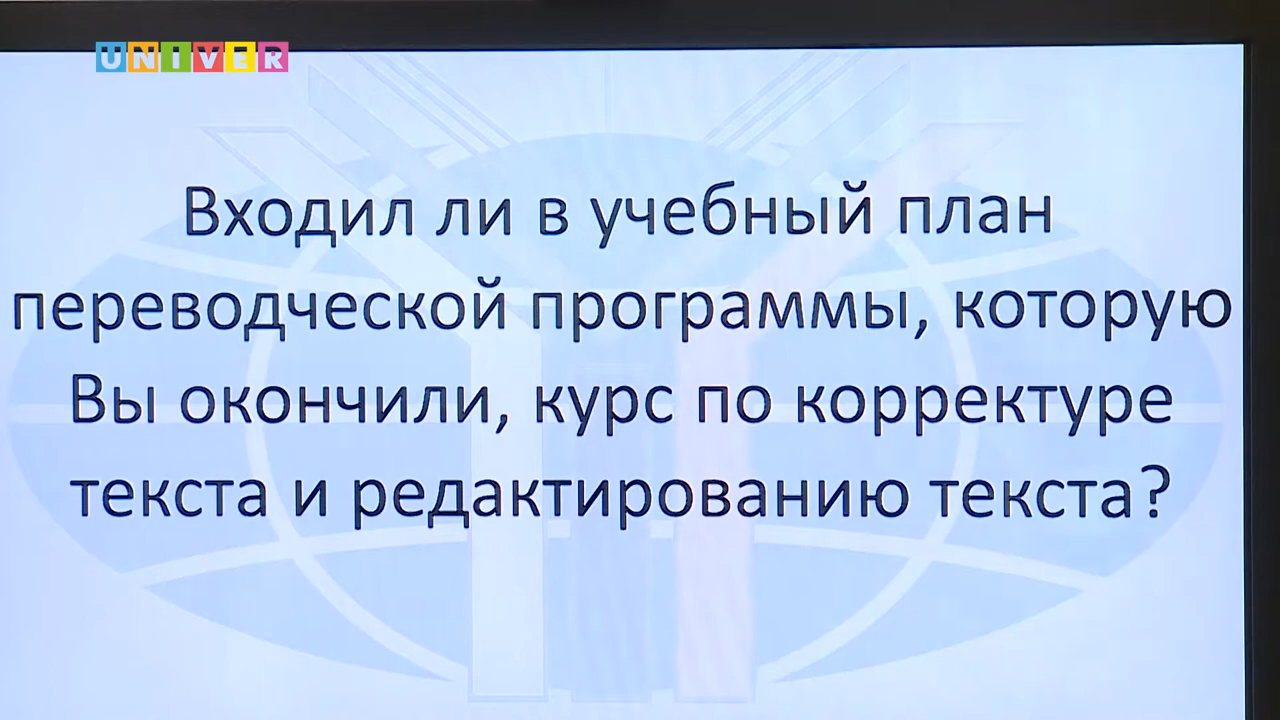 UNIVER
Входил ли в учебный план
переводческой программы, которую
Вы окончили, курс по корректуре
текста и редактированию текста?